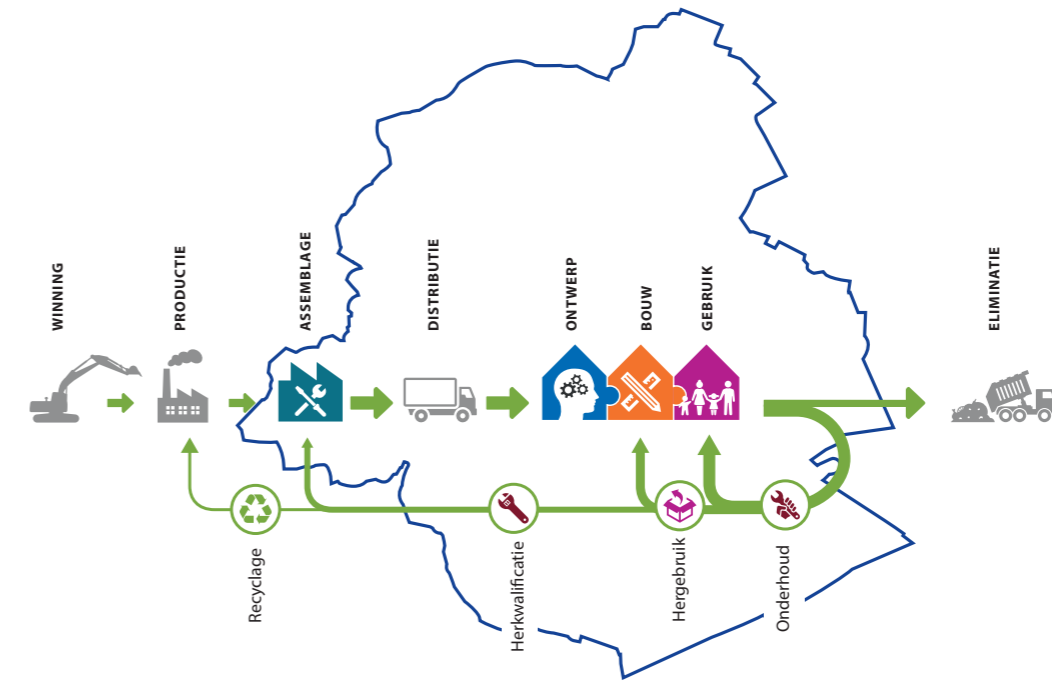 WINNING
PRODUCTIE
ASSEMBLAGE
DISTRIBUTIE
ONTWERP
BOUW
GEBRUIK
ELIMINATIE
Recyclage
Herkwalificatie
Hergebruik
Onderhoud